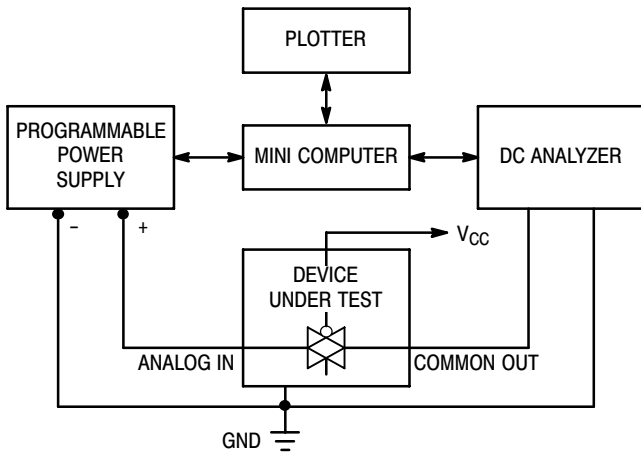 PLOTTER
PROGRAMMABLE
POWER
SUPPLY
MINI COMPUTER
DC ANALYZER
– +
VCC
DEVICE
UNDER TEST
ANALOG IN
COMMON OUT
GND